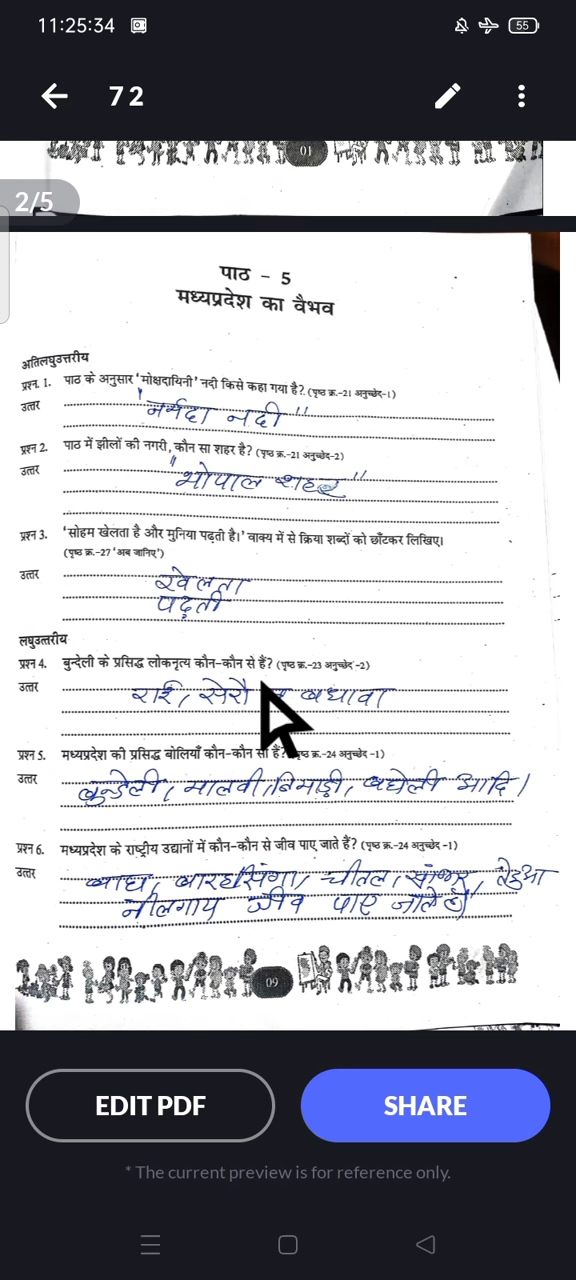 11:25:34
55
72
01
2/5
पाठ - 5
मध्यप्रदेश का वैभव
अतिलघुउत्तरीय
प्रश्न. 1. पाठ के अनुसार 'मोक्षदायिनी' नदी किसे कहा गया है? (पृष्ठ क्र.-21 अनुच्छेद-1)
उत्तर
'नर्मदा नदी"
प्रश्न 2. पाठ में झीलों की नगरी, कौन सा शहर है? (पृष्ठ क्र.-21 अनुच्छेद-2)
उत्तर
"भोपाल शहर"
प्रश्न 3. 'सोहम खेलता है और मुनिया पढ़ती है।' वाक्य में से क्रिया शब्दों को छाँटकर लिखिए।
(पृष्ठ क्र.-27 'अब जानिए')
उत्तर
खेलता
पढ़ती
लघुउत्तरीय
प्रश्न 4. बुन्देली के प्रसिद्ध लोकनृत्य कौन-कौन से हैं? (पृष्ठ क्र.-23 अनुच्छेद -2)
उत्तर
राई, सेरौ बधावा
प्रश्न 5. मध्यप्रदेश की प्रसिद्ध बोलियाँ कौन-कौन सी हैं? क्र.-24 अनुच्छेद -1)
उत्तर
बुन्देली, मालवी, निमाड़ी, बघेली आदि।
प्रश्न 6. मध्यप्रदेश के राष्ट्रीय उद्यानों में कौन-कौन से जीव पाए जाते हैं? (पृष्ठ क्र.-24 अनुच्छेद -1)
उत्तर
बाघ, बारहसिंगा, चीतल, सांभर, तेंदुआ
नीलगाय जीव पाए जाते हैं
09
EDIT PDF
SHARE
* The current preview is for reference only.